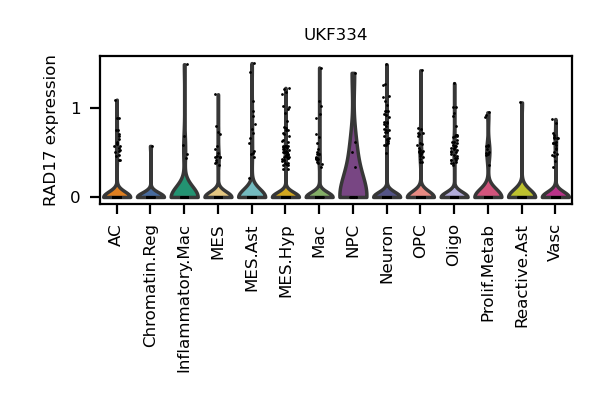 UKF334
RAD17 expression
1
0
AC
Chromatin.Reg
Inflammatory.Mac
MES
MES.Ast
MES.Hyp
Mac
NPC
Neuron
OPC
Oligo
Prolif.Metab
Reactive.Ast
Vasc